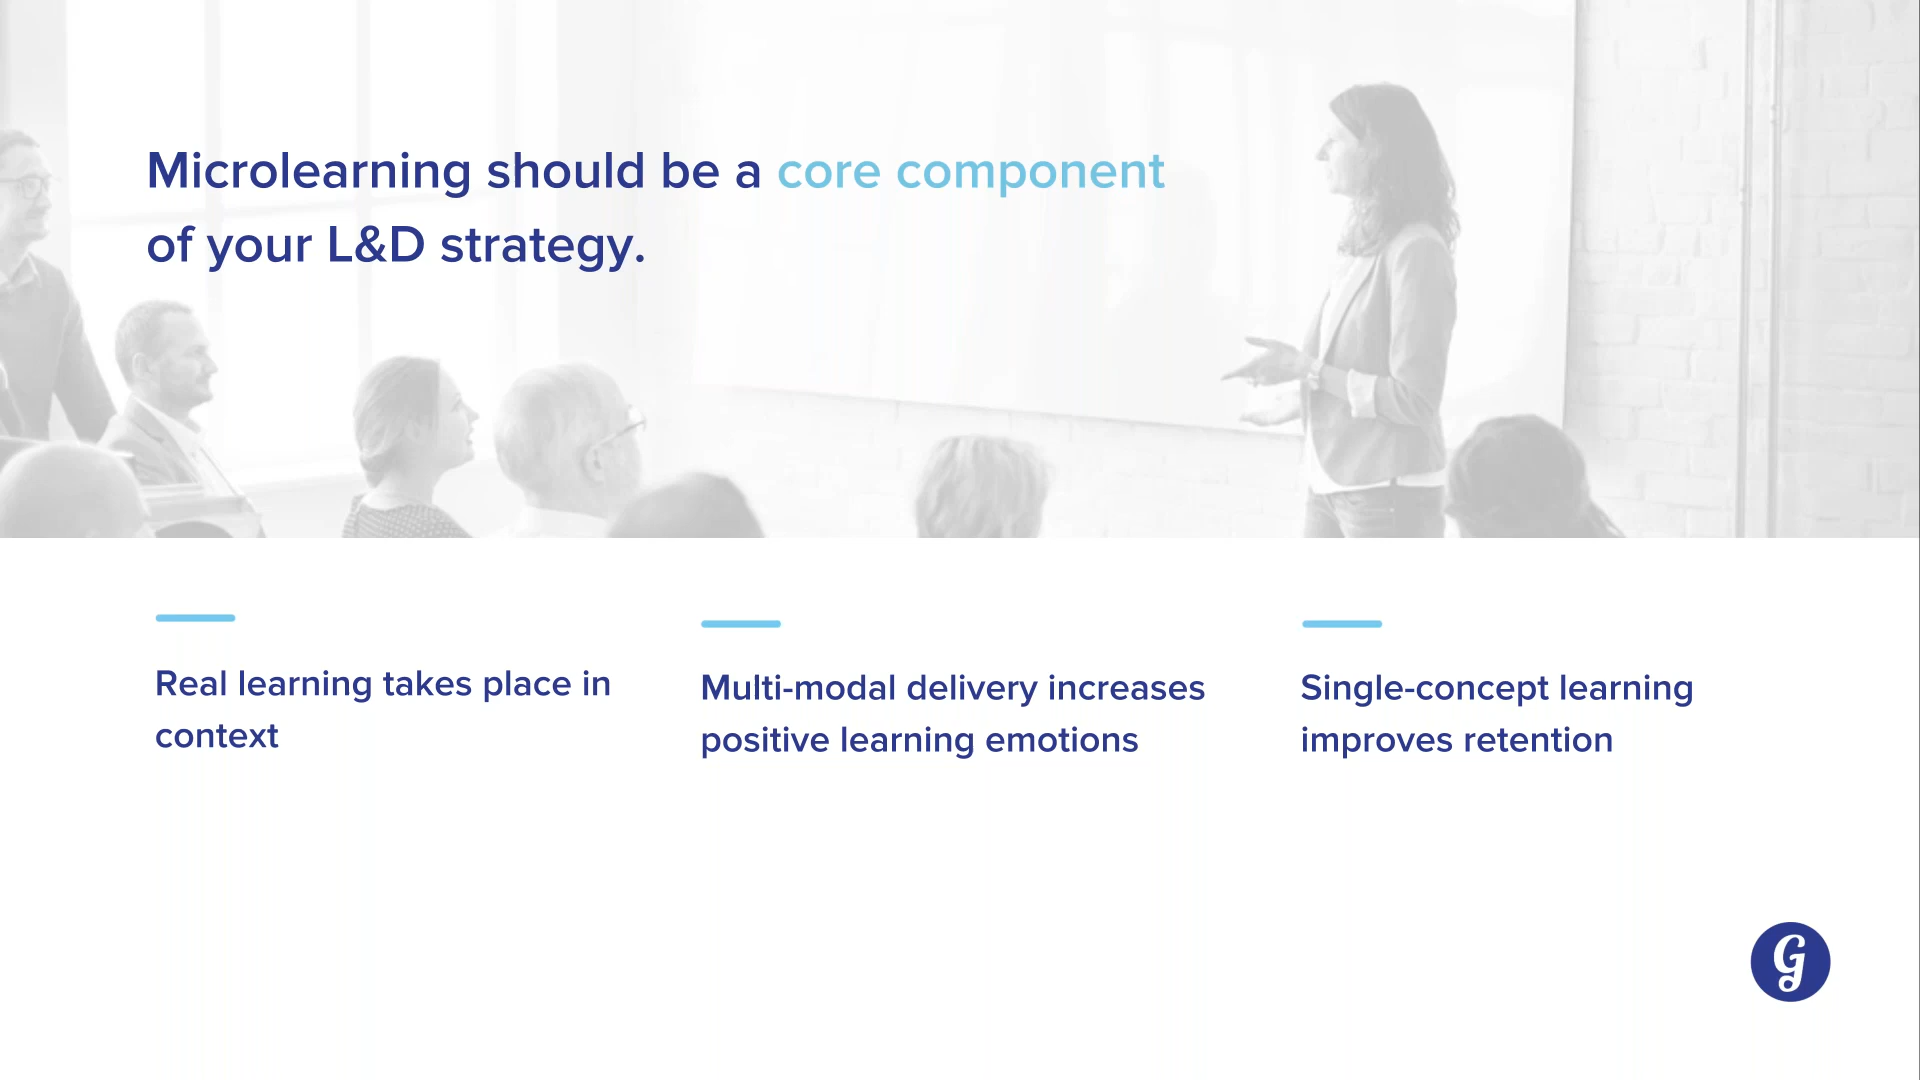 Microlearning should be a core component
of your L&D strategy.
Real learning takes place in
context
Multi-modal delivery increases
positive learning emotions
Single-concept learning
improves retention
G